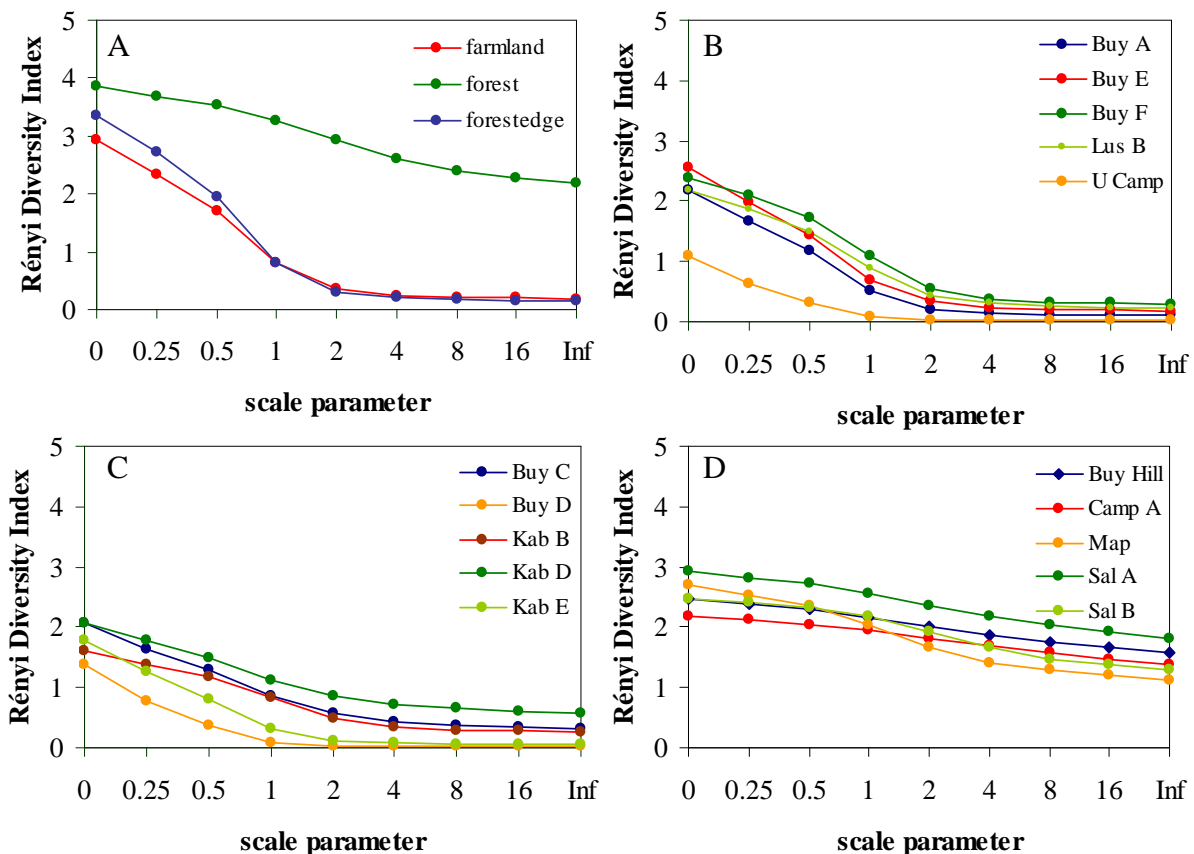 A
Rényi Diversity Index
5
4
3
2
1
0
farmland
forest
forestedge
0 0.25 0.5 1 2 4 8 16 Inf
scale parameter
B
Rényi Diversity Index
5
4
3
2
1
0
Buy A
Buy E
Buy F
Lus B
U Camp
0 0.25 0.5 1 2 4 8 16 Inf
scale parameter
C
Rényi Diversity Index
5
4
3
2
1
0
Buy C
Buy D
Kab B
Kab D
Kab E
0 0.25 0.5 1 2 4 8 16 Inf
scale parameter
D
Rényi Diversity Index
5
4
3
2
1
0
Buy Hill
Camp A
Map
Sal A
Sal B
0 0.25 0.5 1 2 4 8 16 Inf
scale parameter